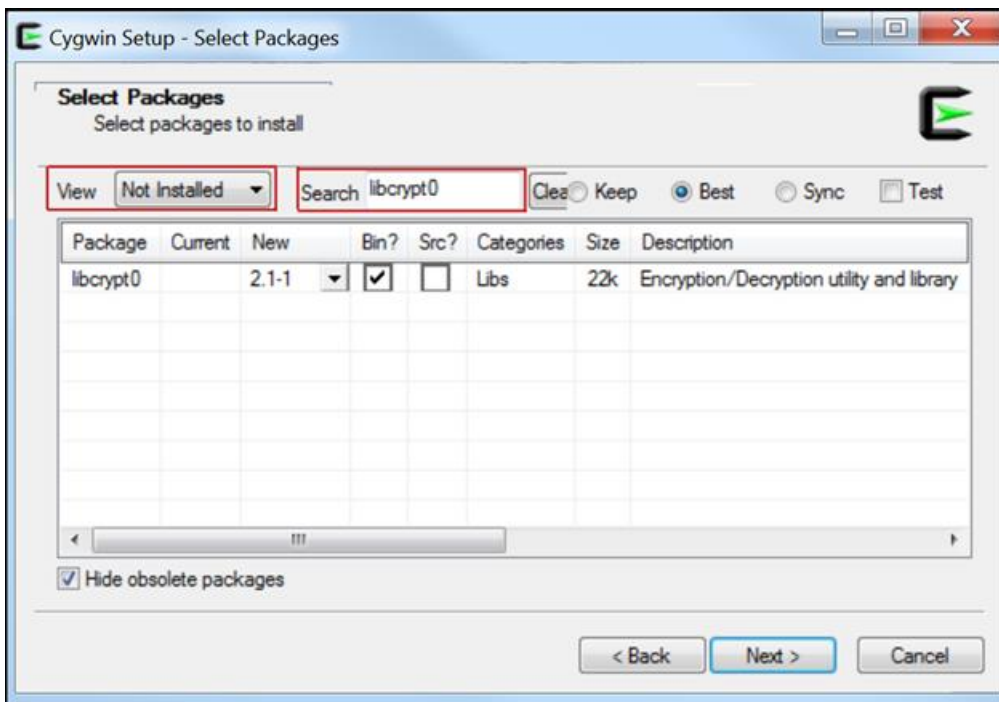 Cygwin Setup - Select Packages
Select Packages
Select packages to install
View Not Installed Search libcrypt0 Clea Keep Best Sync Test
Package Current New Bin? Src? Categories Size Description
libcrypt0 2.1-1 Libs 22k Encryption/Decryption utility and library
Hide obsolete packages
< Back Next > Cancel